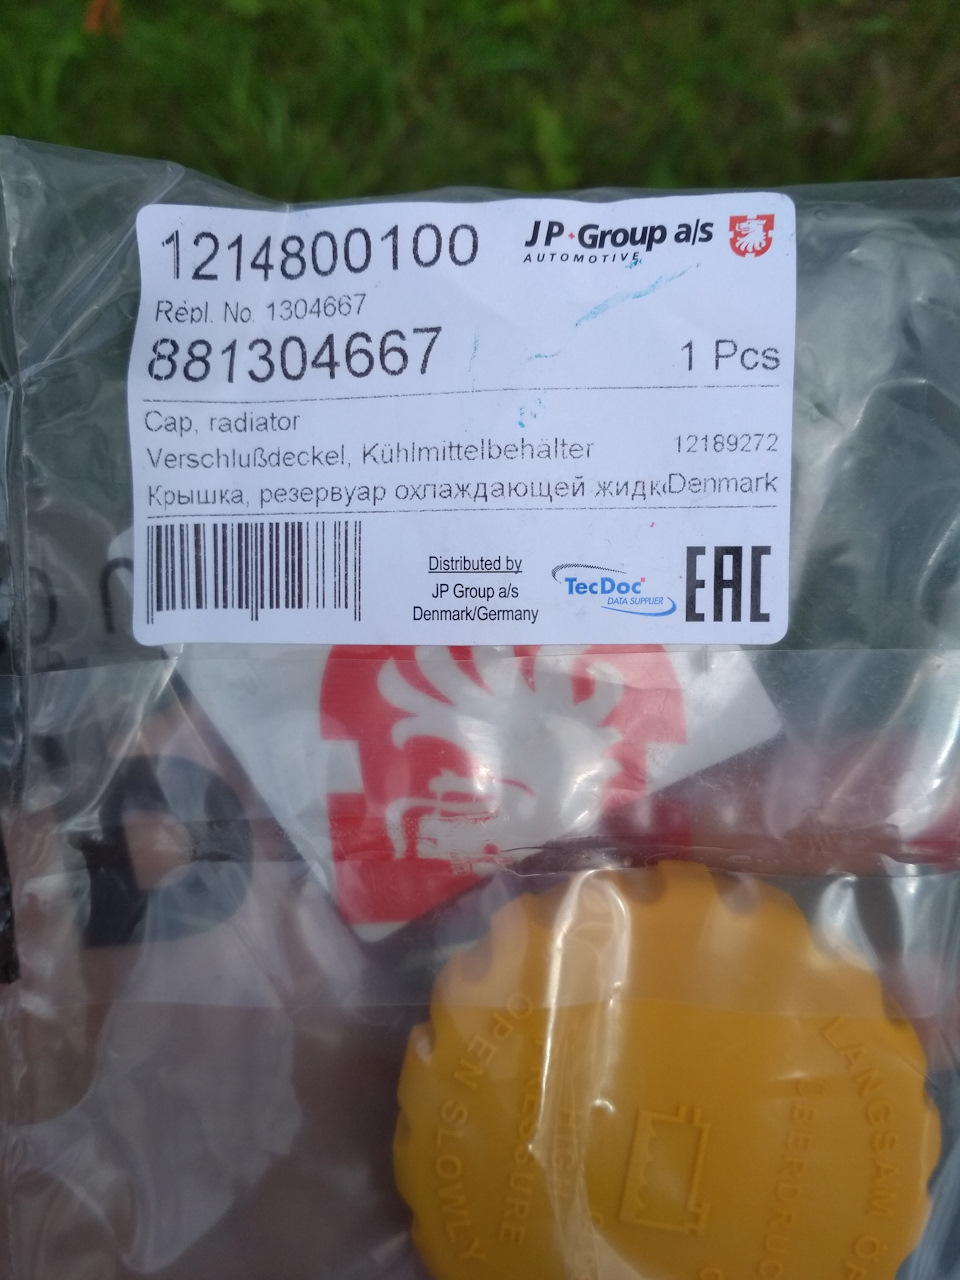 1214800100
JP Group a/s
AUTOMOTIVE
Repl. No. 1304667
881304667
1 Pcs
Cap, radiator
Verschlußdeckel, Kühlmittelbehälter
12189272
Крышка, резервуар охлаждающей жидк
Denmark
Distributed by
JP Group a/s
Denmark/Germany
TecDoc
DATA SUPPLIER
EAC
OPEN SLOWLY
LANGSAM